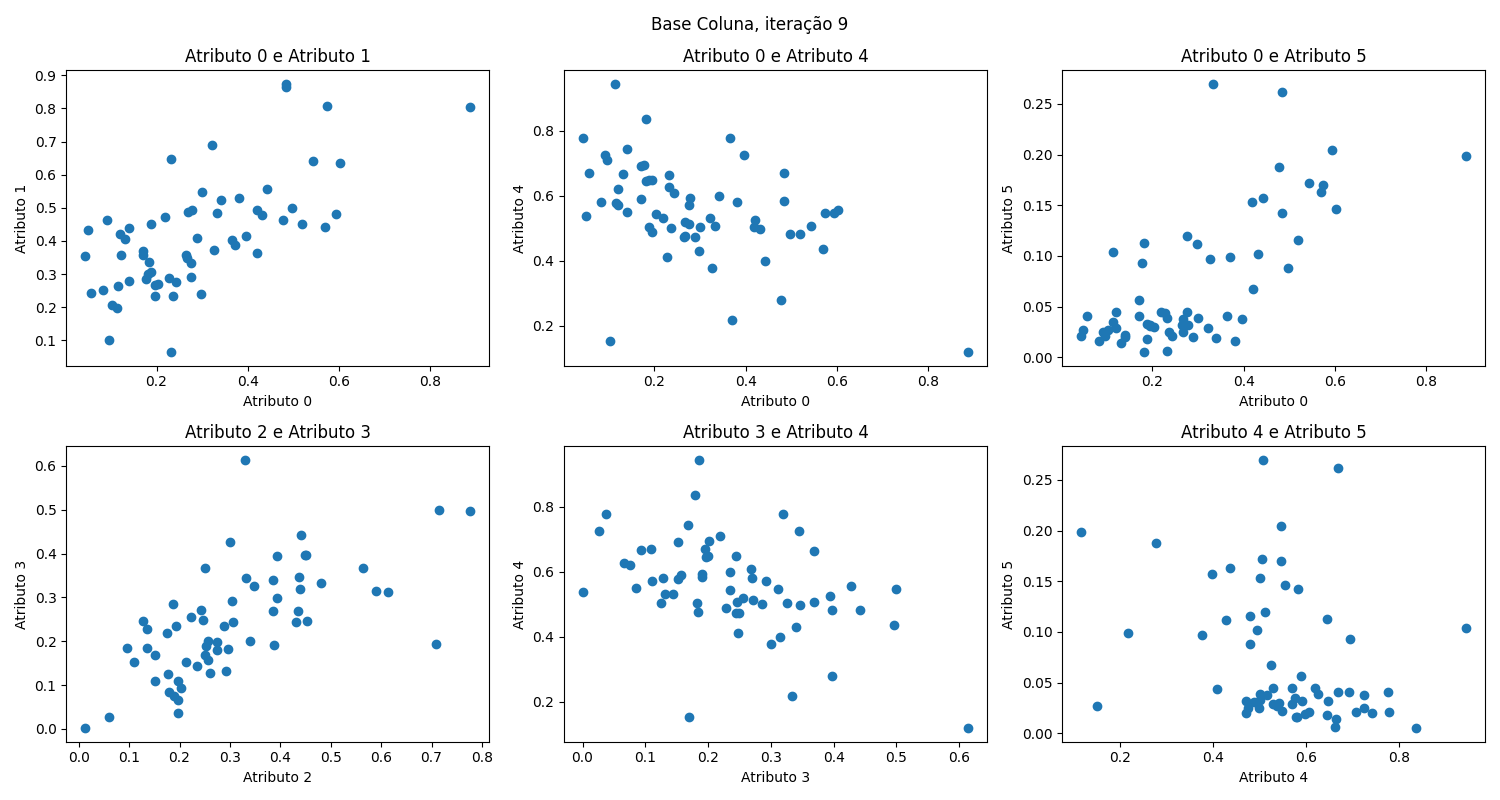 Base Coluna, iteração 9
Atributo 0 e Atributo 1
Atributo 1
0.9
0.8
0.7
0.6
0.5
0.4
0.3
0.2
0.1
0.2 0.4 0.6 0.8
Atributo 0
Atributo 0 e Atributo 4
Atributo 4
0.8
0.6
0.4
0.2
0.2 0.4 0.6 0.8
Atributo 0
Atributo 0 e Atributo 5
Atributo 5
0.25
0.20
0.15
0.10
0.05
0.00
0.2 0.4 0.6 0.8
Atributo 0
Atributo 2 e Atributo 3
Atributo 3
0.6
0.5
0.4
0.3
0.2
0.1
0.0
0.0 0.1 0.2 0.3 0.4 0.5 0.6 0.7 0.8
Atributo 2
Atributo 3 e Atributo 4
Atributo 4
0.8
0.6
0.4
0.2
0.0 0.1 0.2 0.3 0.4 0.5 0.6
Atributo 3
Atributo 4 e Atributo 5
Atributo 5
0.25
0.20
0.15
0.10
0.05
0.00
0.2 0.4 0.6 0.8
Atributo 4